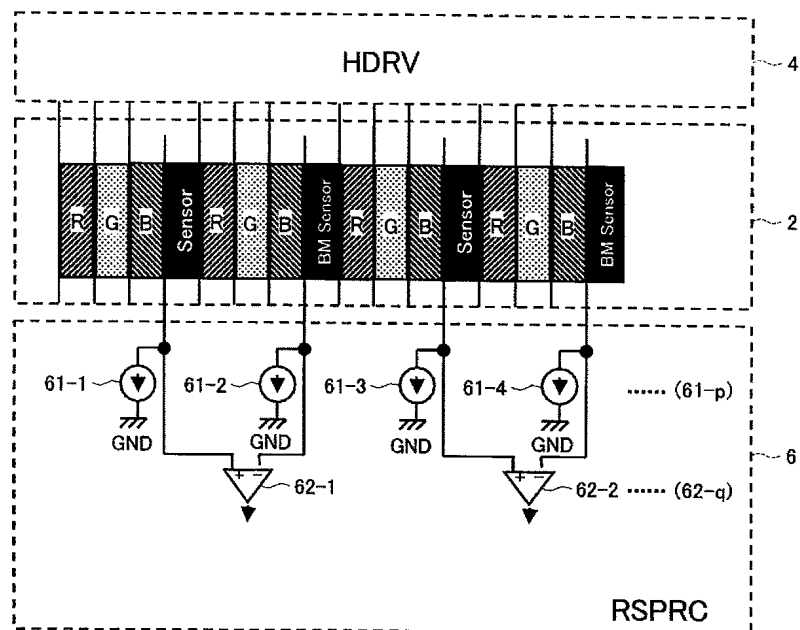 HDRV
4
R G B Sensor R G B BM Sensor R G B Sensor R G B BM Sensor
2
61-1 61-2 61-3 61-4 ...... (61-p)
GND GND GND GND
6
+ - 62-1 + - 62-2 ...... (62-q)
RSPRC